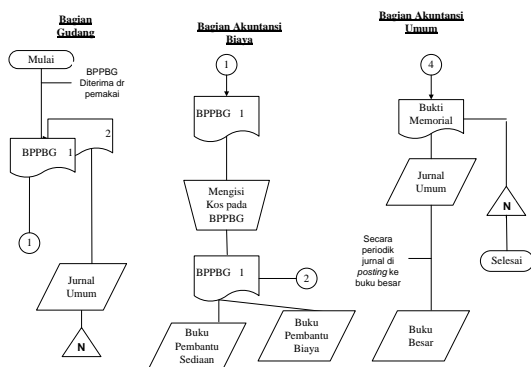 Bagian
Gudang
Mulai
BPPBG
Diterima dr
pemakai
2
BPPBG 1
1
Jurnal
Umum
N
Bagian Akuntansi
Biaya
1
BPPBG 1
Mengisi
Kos pada
BPPBG
BPPBG 1
2
Buku
Pembantu
Sediaan
Buku
Pembantu
Biaya
Bagian Akuntansi
Umum
4
Bukti
Memorial
Jurnal
Umum
N
Selesai
Secara
periodik
jurnal di
posting ke
buku besar
Buku
Besar